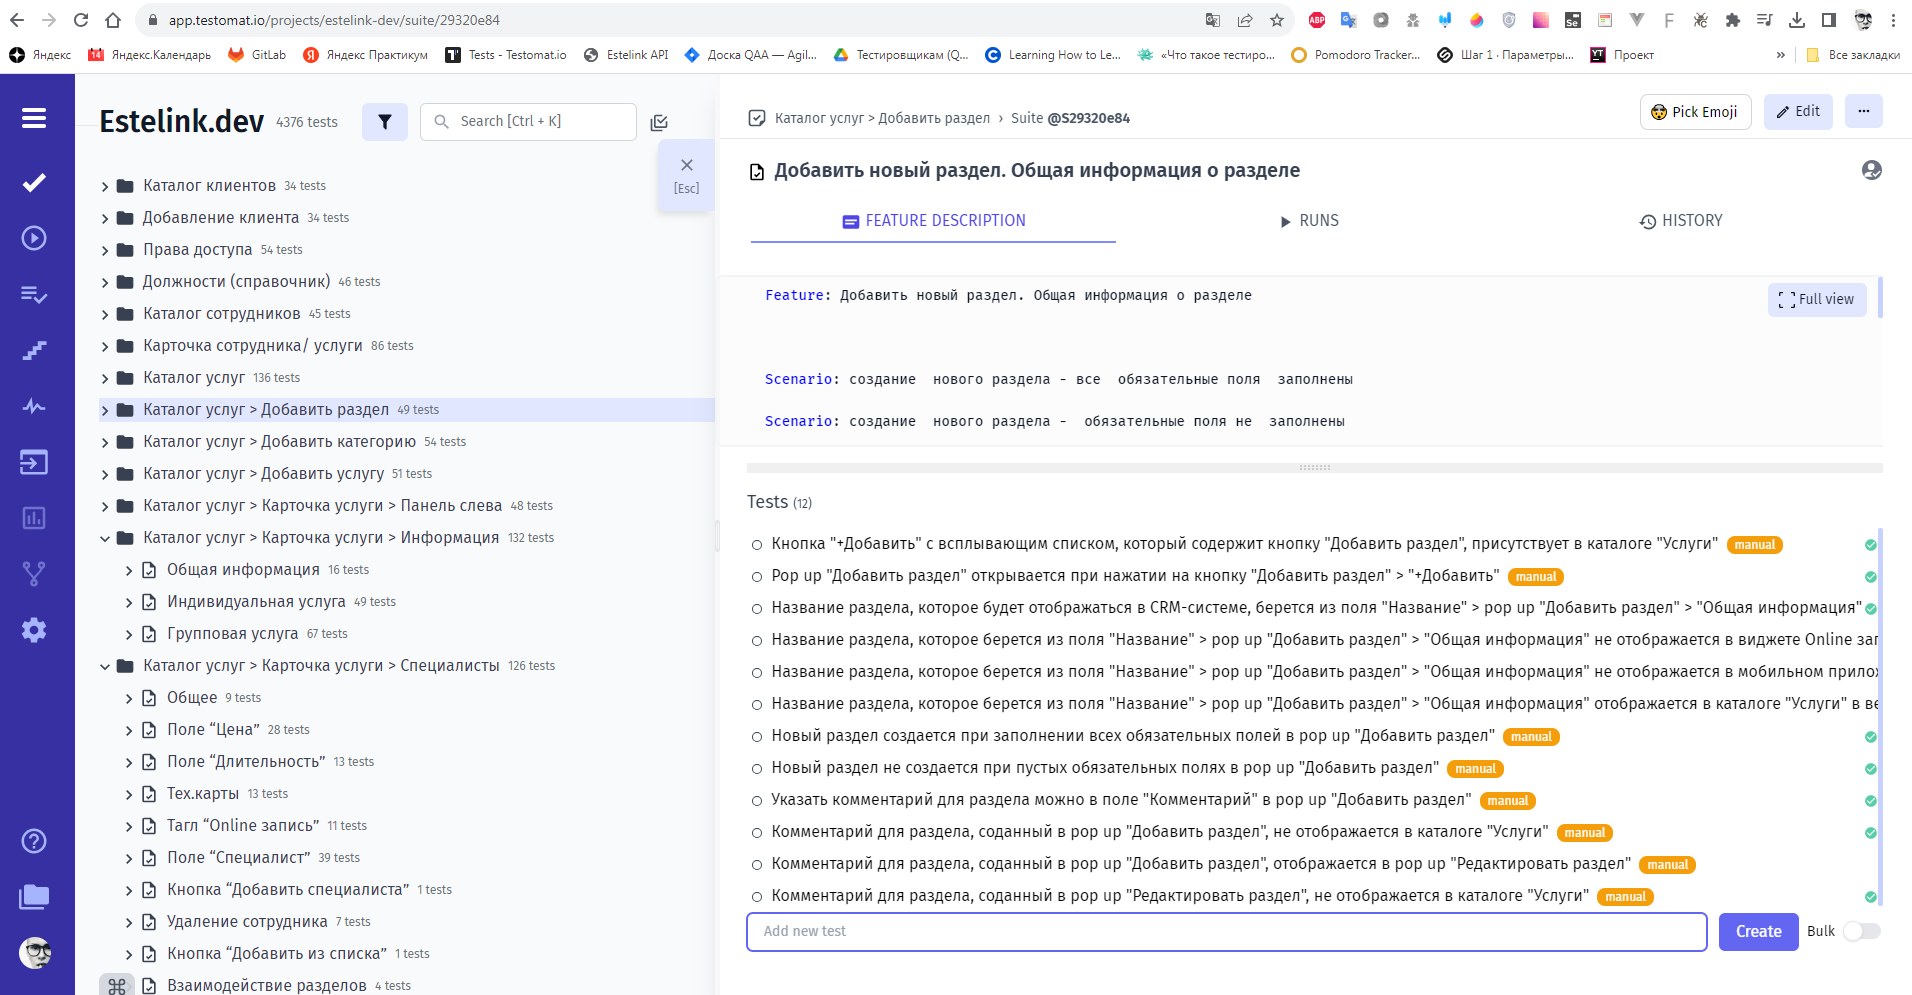 app.testomat.io/projects/estelink-dev/suite/29320e84
Яндекс
14 Яндекс.Календарь
GitLab
Яндекс Практикум
Tests - Testomat.io
Estelink API
Доска QAA — Agil...
Тестировщикам (Q...
Learning How to Le...
«Что такое тестиро...
Pomodoro Tracker...
Шаг 1 · Параметры...
Проект
»
Все закладки
Estelink.dev 4376 tests
Search [Ctrl + K]
[Esc]
Каталог клиентов 34 tests
Добавление клиента 34 tests
Права доступа 54 tests
Должности (справочник) 46 tests
Каталог сотрудников 45 tests
Карточка сотрудника/ услуги 86 tests
Каталог услуг 136 tests
Каталог услуг > Добавить раздел 49 tests
Каталог услуг > Добавить категорию 54 tests
Каталог услуг > Добавить услугу 51 tests
Каталог услуг > Карточка услуги > Панель слева 48 tests
Каталог услуг > Карточка услуги > Информация 132 tests
Общая информация 16 tests
Индивидуальная услуга 49 tests
Групповая услуга 67 tests
Каталог услуг > Карточка услуги > Специалисты 126 tests
Общее 9 tests
Поле “Цена” 28 tests
Поле “Длительность” 13 tests
Тех.карты 13 tests
Тагл “Online запись” 11 tests
Поле “Специалист” 39 tests
Кнопка “Добавить специалиста” 1 tests
Удаление сотрудника 7 tests
Кнопка “Добавить из списка” 1 tests
Взаимодействие разделов 4 tests
Каталог услуг > Добавить раздел › Suite @S29320e84
Pick Emoji
Edit
Добавить новый раздел. Общая информация о разделе
FEATURE DESCRIPTION
RUNS
HISTORY
Feature: Добавить новый раздел. Общая информация о разделе
Full view
Scenario: создание  нового раздела - все  обязательные поля  заполнены
Scenario: создание  нового раздела -  обязательные поля не  заполнены
Tests (12)
Кнопка "+Добавить" с всплывающим списком, который содержит кнопку "Добавить раздел", присутствует в каталоге "Услуги" manual
Pop up "Добавить раздел" открывается при нажатии на кнопку "Добавить раздел" > "+Добавить" manual
Название раздела, которое будет отображаться в CRM-системе, берется из поля "Название" > pop up "Добавить раздел" > "Общая информация"
Название раздела, которое берется из поля "Название" > pop up "Добавить раздел" > "Общая информация" не отображается в виджете Online зап
Название раздела, которое берется из поля "Название" > pop up "Добавить раздел" > "Общая информация" не отображается в мобильном прилож
Название раздела, которое берется из поля "Название" > pop up "Добавить раздел" > "Общая информация" отображается в каталоге "Услуги" в ве
Новый раздел создается при заполнении всех обязательных полей в pop up "Добавить раздел" manual
Новый раздел не создается при пустых обязательных полях в pop up "Добавить раздел" manual
Указать комментарий для раздела можно в поле "Комментарий" в pop up "Добавить раздел" manual
Комментарий для раздела, соданный в pop up "Добавить раздел", не отображается в каталоге "Услуги" manual
Комментарий для раздела, соданный в pop up "Добавить раздел", отображается в pop up "Редактировать раздел" manual
Комментарий для раздела, соданный в pop up "Редактировать раздел", не отображается в каталоге "Услуги" manual
Add new test
Create
Bulk